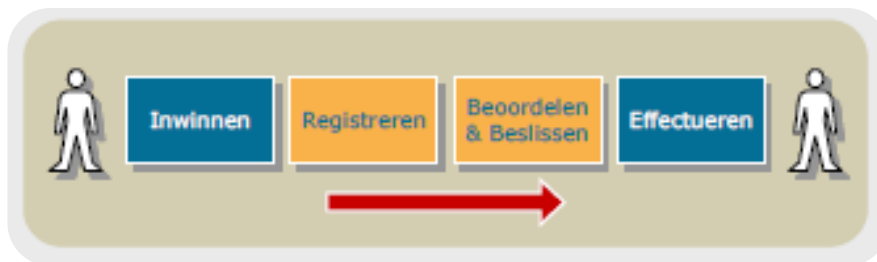 Inwinnen
Registreren
Beoordelen
& Beslissen
Effectueren